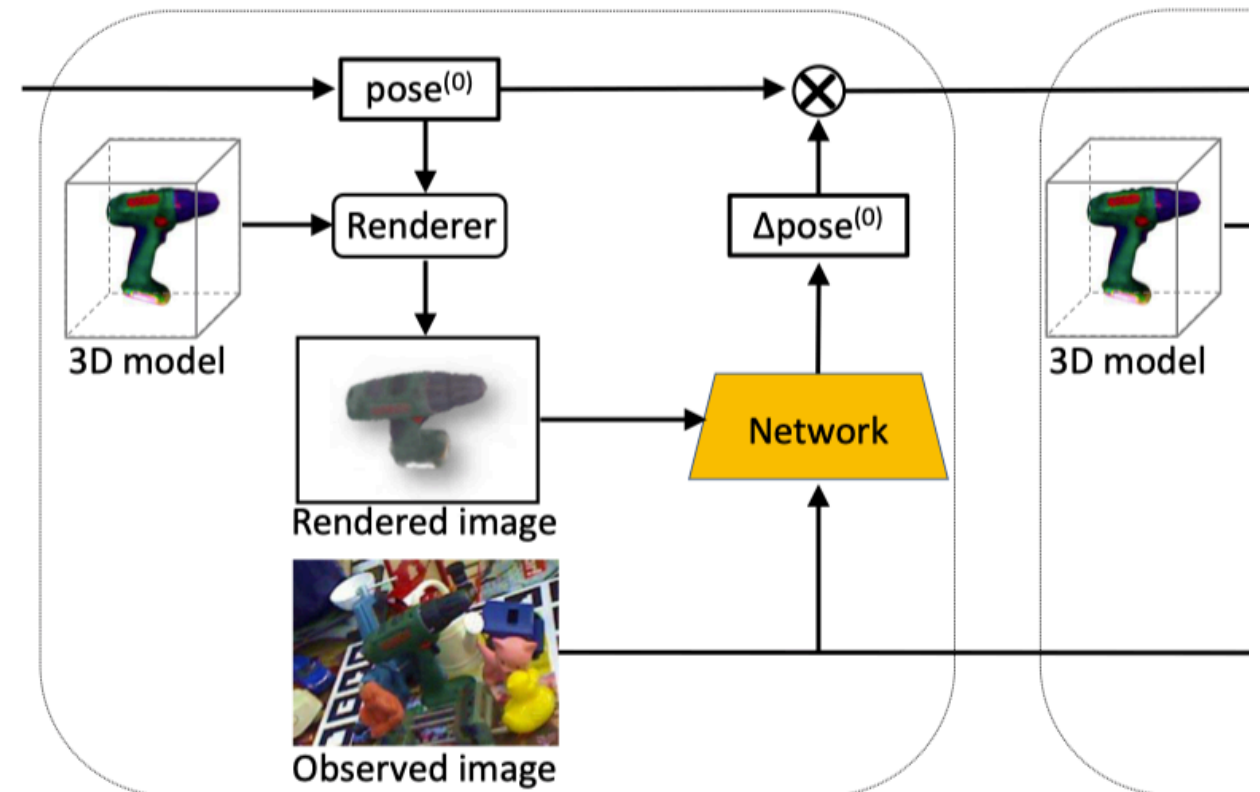 pose⁽⁰⁾
Renderer
Δpose⁽⁰⁾
3D model
3D model
Network
Rendered image
Observed image